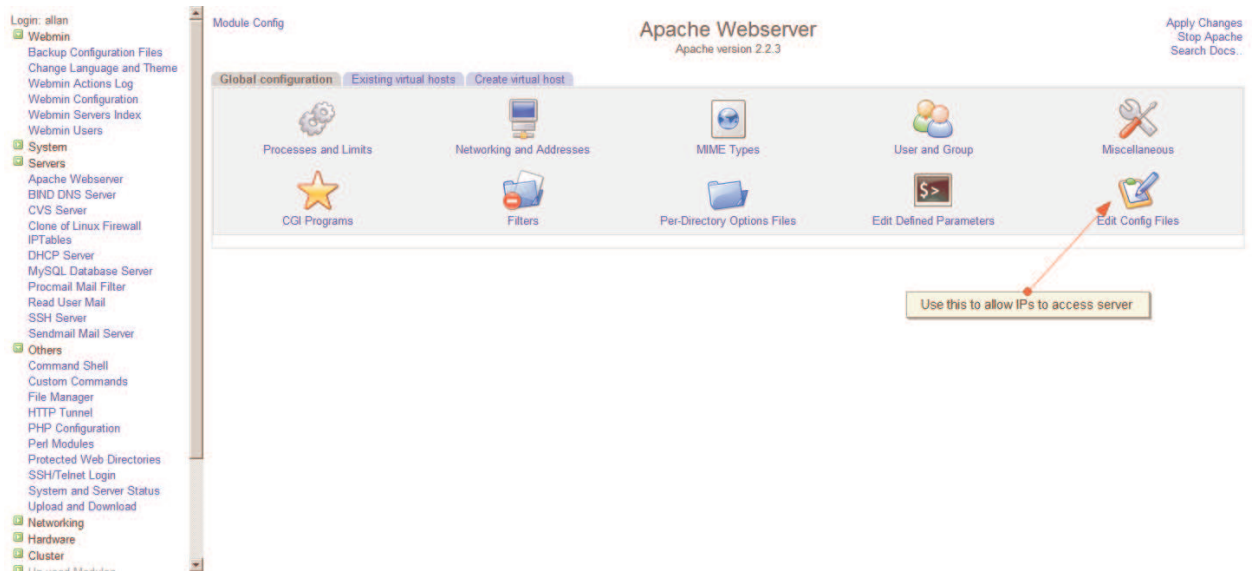 Login: allan
Webmin
Backup Configuration Files
Change Language and Theme
Webmin Actions Log
Webmin Configuration
Webmin Servers Index
Webmin Users
System
Servers
Apache Webserver
BIND DNS Server
CVS Server
Clone of Linux Firewall
IPTables
DHCP Server
MySQL Database Server
Procmail Mail Filter
Read User Mail
SSH Server
Sendmail Mail Server
Others
Command Shell
Custom Commands
File Manager
HTTP Tunnel
PHP Configuration
Perl Modules
Protected Web Directories
SSH/Telnet Login
System and Server Status
Upload and Download
Networking
Hardware
Cluster
Un-used Modules
Module Config
Apache Webserver
Apache version 2.2.3
Apply Changes
Stop Apache
Search Docs..
Global configuration
Existing virtual hosts
Create virtual host
Processes and Limits
Networking and Addresses
MIME Types
User and Group
Miscellaneous
$>
CGI Programs
Filters
Per-Directory Options Files
Edit Defined Parameters
Edit Config Files
Use this to allow IPs to access server